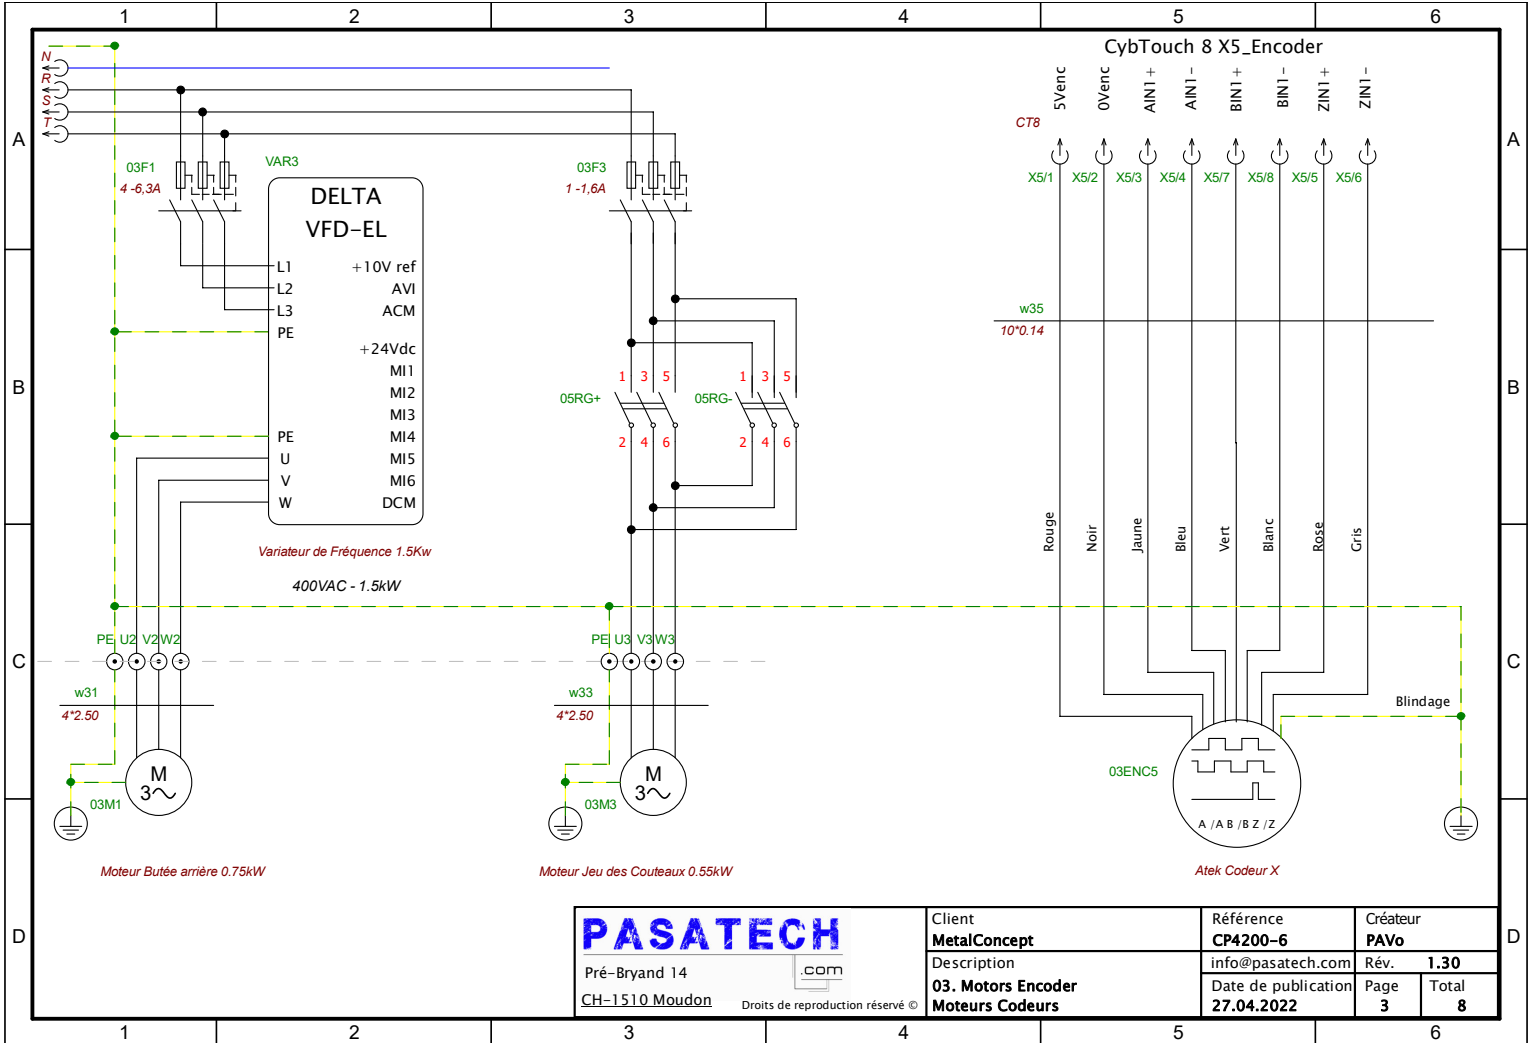 1 2 3 4 5 6
CybTouch 8 X5_Encoder
N
R
S
T
5Venc 0Venc AIN1+ AIN1- BIN1+ BIN1- ZIN1+ ZIN1-
CT8
A A
03F1 VAR3 03F3
4 -6,3A 1 -1,6A
X5/1 X5/2 X5/3 X5/4 X5/7 X5/8 X5/5 X5/6
DELTA
VFD-EL
L1 +10V ref
L2 AVI
L3 ACM
PE
+24Vdc
MI1
MI2
MI3
PE MI4
U MI5
V MI6
W DCM
w35
10*0.14
B B
1 3 5 1 3 5
05RG+ 05RG-
2 4 6 2 4 6
Rouge Noir Jaune Bleu Vert Blanc Rose Gris
Variateur de Fréquence 1.5Kw
400VAC - 1.5kW
PE U2 V2 W2 PE U3 V3 W3
C C
w31 w33
4*2.50 4*2.50
Blindage
M M
3 3
03M1 03M3 03ENC5
A /A B /B Z /Z
Moteur Butée arrière 0.75kW Moteur Jeu des Couteaux 0.55kW Atek Codeur X
D D
PASATECH
.com
Pré-Bryand 14
CH-1510 Moudon Droits de reproduction réservé ©
Client
MetalConcept
Référence
CP4200-6
Créateur
PAVo
Description
03. Motors Encoder
Moteurs Codeurs
info@pasatech.com
Rév. 1.30
Date de publication
27.04.2022
Page
3
Total
8
1 2 3 4 5 6